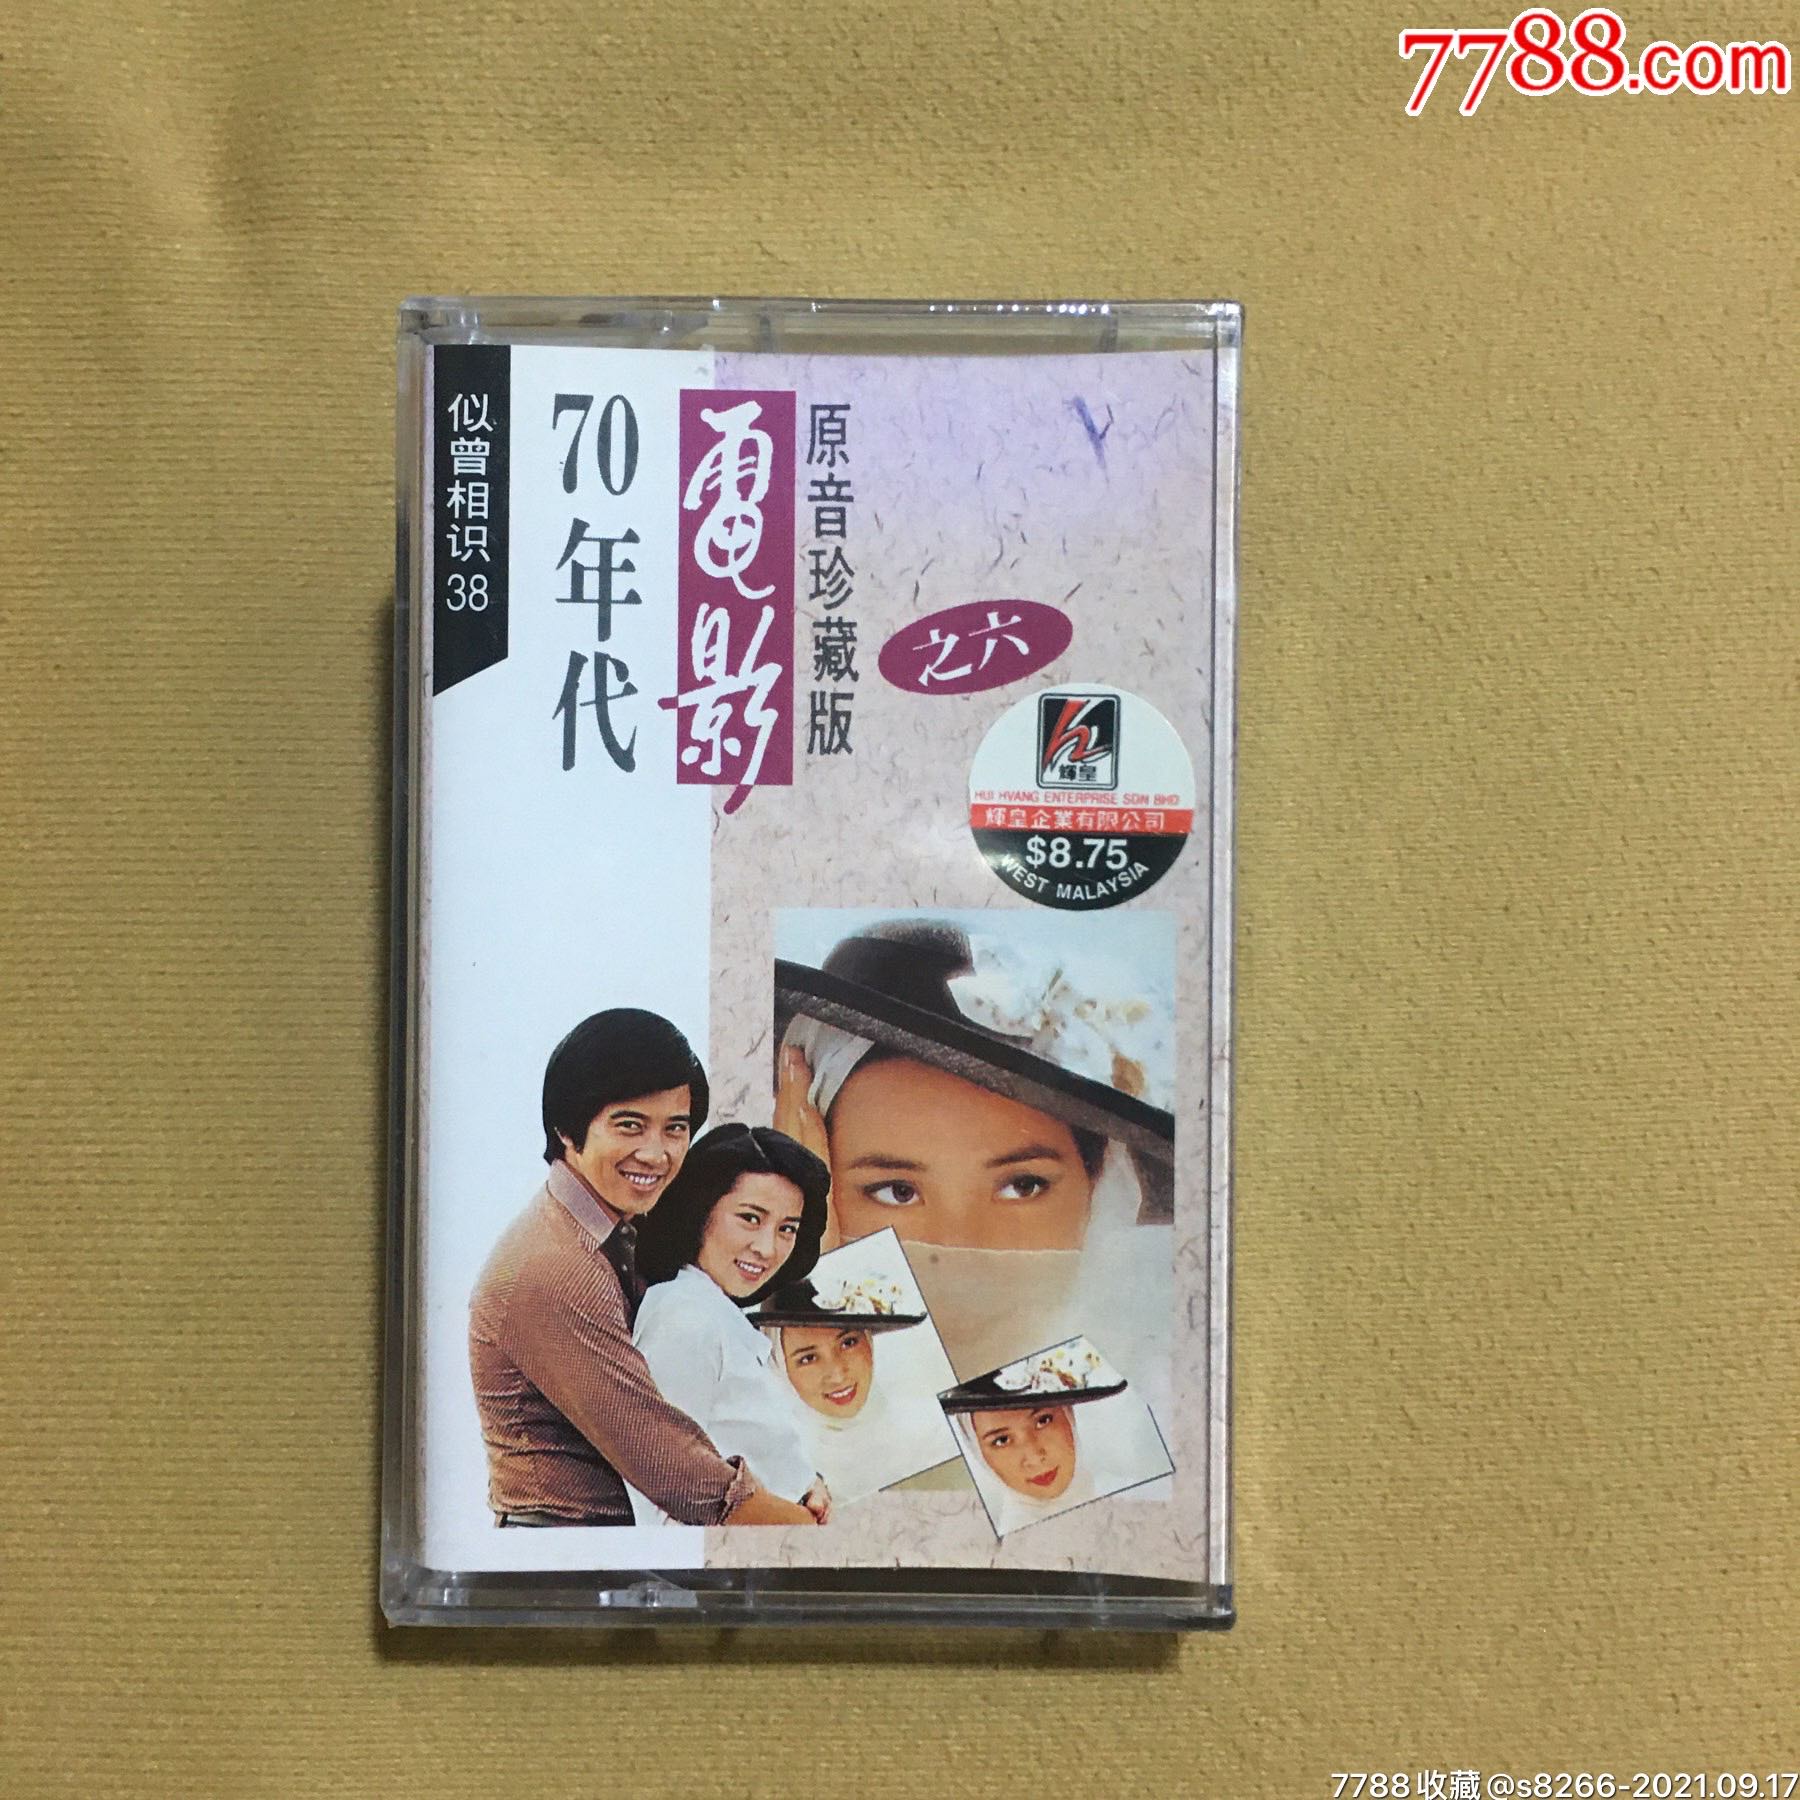 7788.com
似曾相识38
70年代
電影
原音珍藏版
之六
輝皇
HUI HVANG ENTERPRISE SDN BHD
輝皇企業有限公司
$8.75
WEST MALAYSIA
7788收藏@s8266-2021.09.17